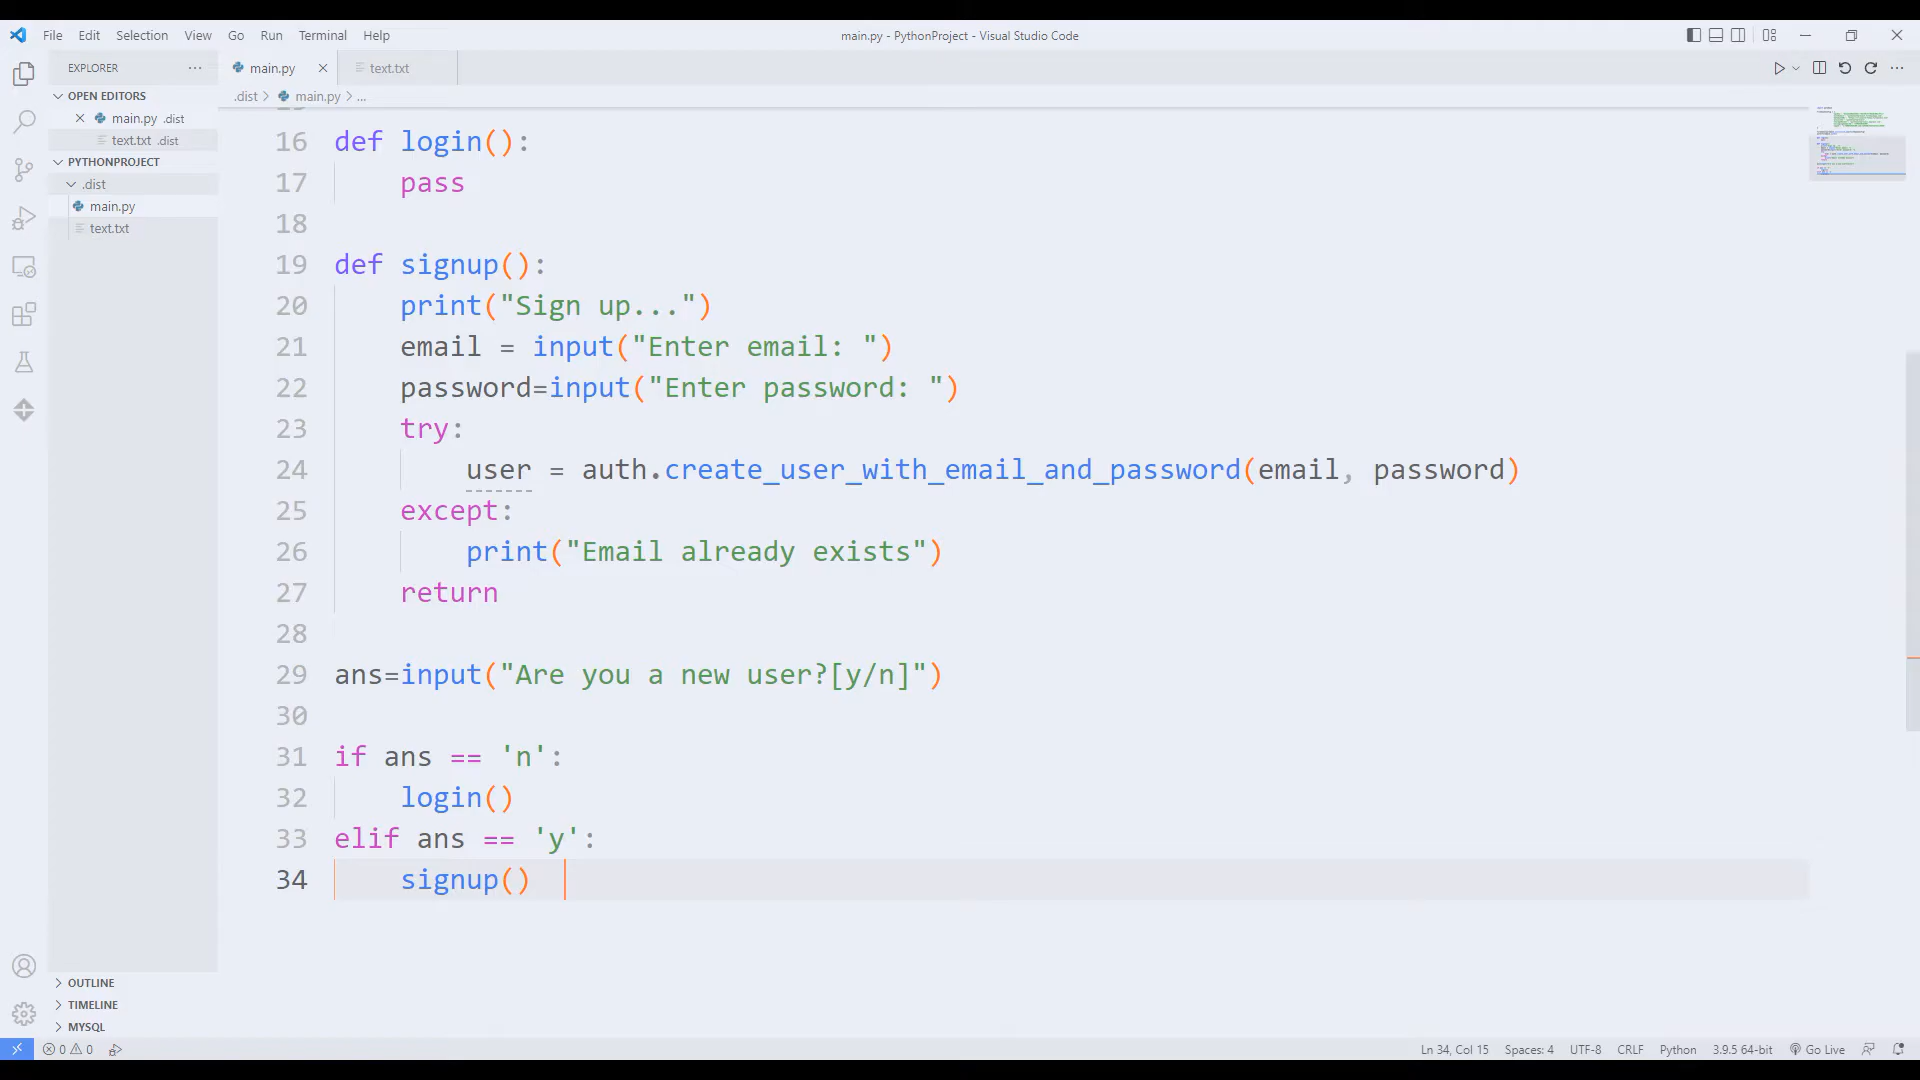 File Edit Selection View Go Run Terminal Help
main.py - PythonProject - Visual Studio Code
EXPLORER
main.py
text.txt
OPEN EDITORS
.dist > main.py > ...
main.py .dist
text.txt .dist
PYTHONPROJECT
.dist
main.py
text.txt
16 def login():
17     pass
18
19 def signup():
20     print("Sign up...")
21     email = input("Enter email: ")
22     password=input("Enter password: ")
23     try:
24         user = auth.create_user_with_email_and_password(email, password)
25     except:
26         print("Email already exists")
27     return
28
29 ans=input("Are you a new user?[y/n]")
30
31 if ans == 'n':
32     login()
33 elif ans == 'y':
34     signup()
OUTLINE
TIMELINE
MYSQL
0 0
Ln 34, Col 15 Spaces: 4 UTF-8 CRLF Python 3.9.5 64-bit Go Live